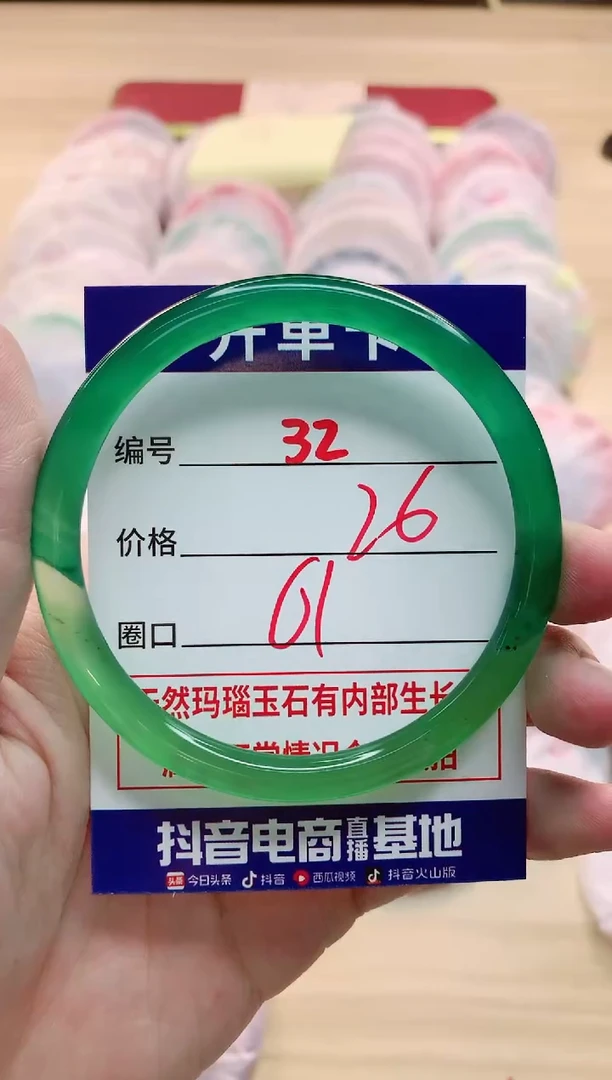 开单卡
编号 32
价格 26
圈口 61
天然玛瑙玉石有内部生长
抖音电商直播基地
今日头条 抖音 西瓜视频 抖音火山版